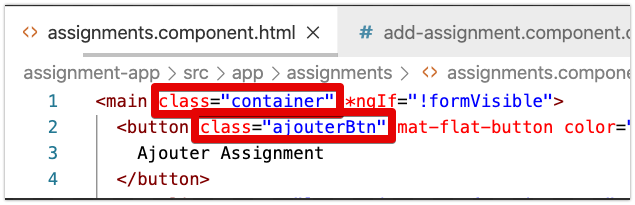 <> assignments.component.html × # add-assignment.component.c
assignment-app > src > app > assignments > <> assignments.compone
1 <main class="container" *ngIf="!formVisible">
2 <button class="ajouterBtn" mat-flat-button color="
3 Ajouter Assignment
4 </button>